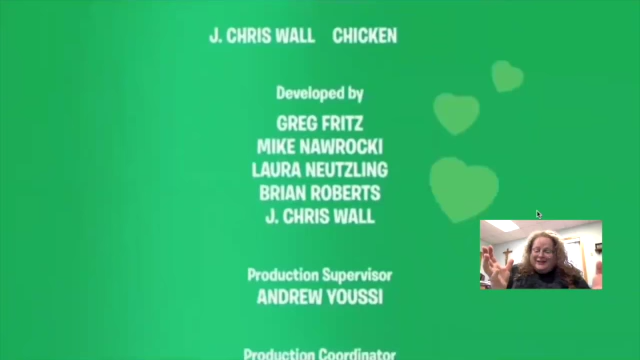 J. CHRIS WALL CHICKEN
Developed by
GREG FRITZ
MIKE NAWROCKI
LAURA NEUTZLING
BRIAN ROBERTS
J. CHRIS WALL
Production Supervisor
ANDREW YOUSSI
Production Coordinator